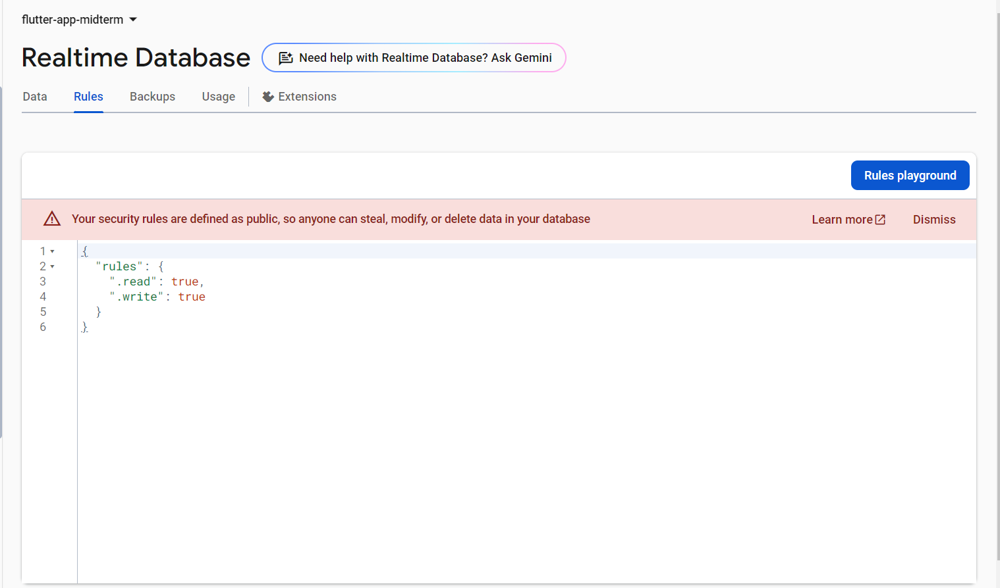 flutter-app-midterm
Realtime Database
Need help with Realtime Database? Ask Gemini
Data Rules Backups Usage Extensions
Rules playground
Your security rules are defined as public, so anyone can steal, modify, or delete data in your database Learn more Dismiss
1 {
2 "rules": {
3 ".read": true,
4 ".write": true
5 }
6 }